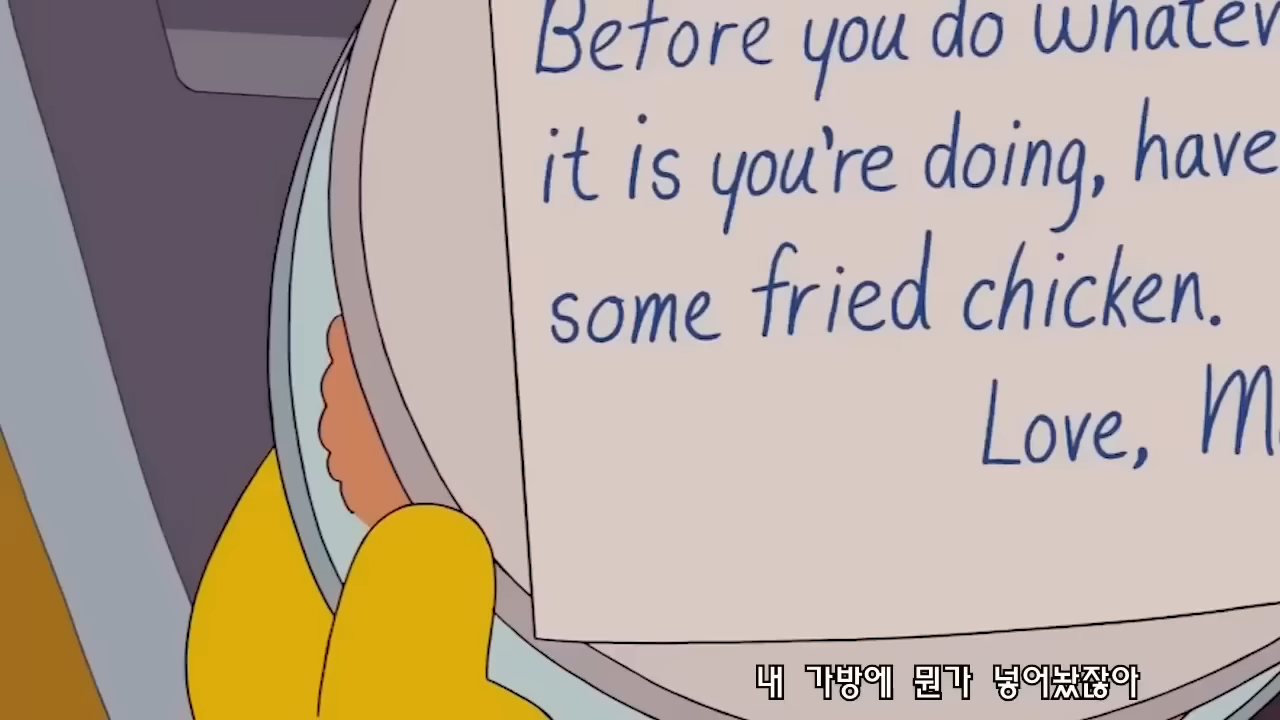 Before you do whatev
it is you're doing, have
some fried chicken.
Love, M
내 가방에 뭔가 넣어놨잖아